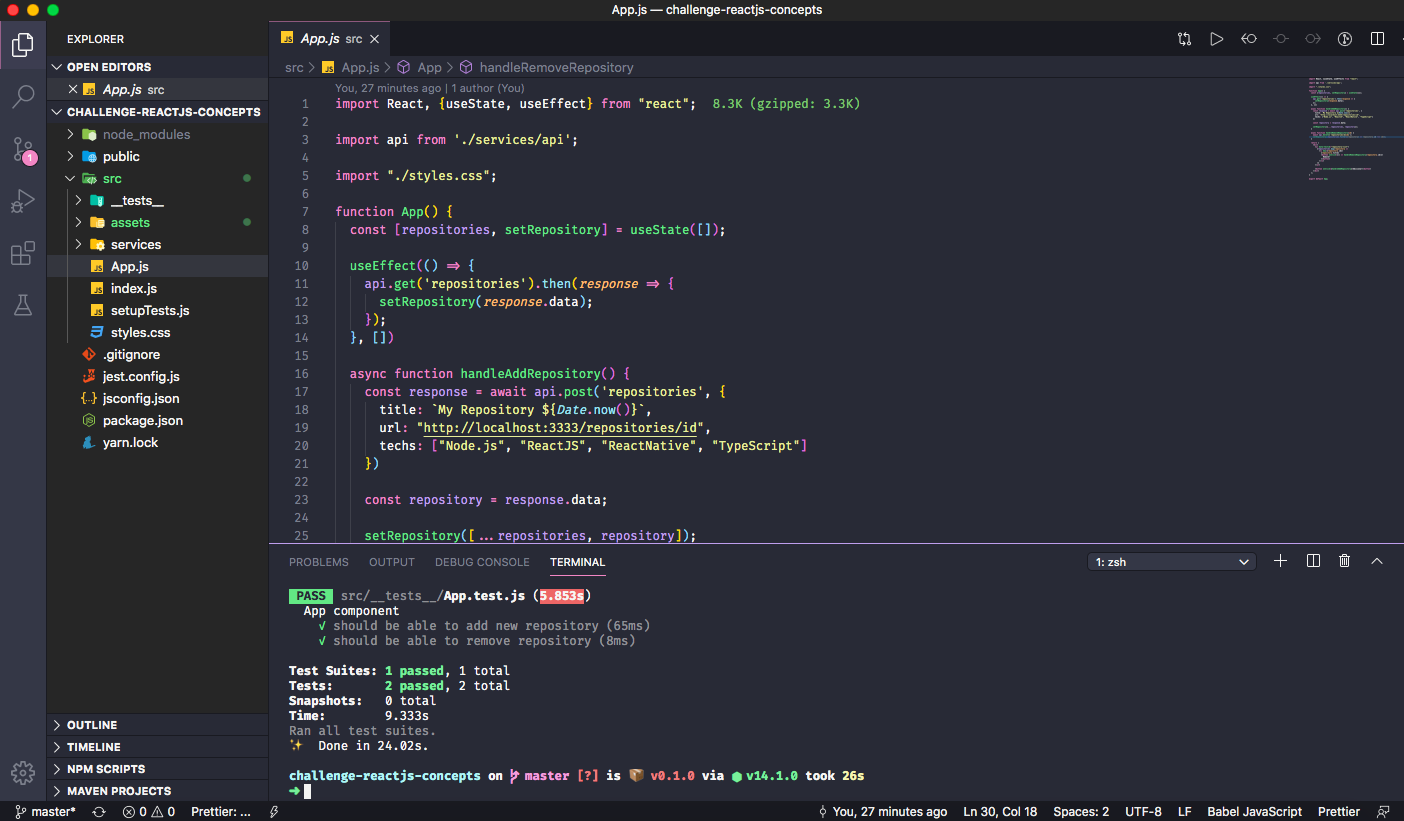 App.js — challenge-reactjs-concepts
EXPLORER
OPEN EDITORS
App.js src
CHALLENGE-REACTJS-CONCEPTS
node_modules
public
src
__tests__
assets
services
App.js
index.js
setupTests.js
styles.css
.gitignore
jest.config.js
jsconfig.json
package.json
yarn.lock
OUTLINE
TIMELINE
NPM SCRIPTS
MAVEN PROJECTS
1
App.js src
src > App.js > App > handleRemoveRepository
You, 27 minutes ago | 1 author (You)
1 import React, {useState, useEffect} from "react"; 8.3K (gzipped: 3.3K)
2
3 import api from './services/api';
4
5 import "./styles.css";
6
7 function App() {
8 const [repositories, setRepository] = useState([]);
9
10 useEffect(() => {
11 api.get('repositories').then(response => {
12 setRepository(response.data);
13 });
14 }, [])
15
16 async function handleAddRepository() {
17 const response = await api.post('repositories', {
18 title: `My Repository ${Date.now()}`,
19 url: "http://localhost:3333/repositories/id",
20 techs: ["Node.js", "ReactJS", "ReactNative", "TypeScript"]
21 })
22
23 const repository = response.data;
24
25 setRepository([...repositories, repository]);
PROBLEMS OUTPUT DEBUG CONSOLE TERMINAL 1: zsh
PASS src/__tests__/App.test.js (5.853s)
App component
√ should be able to add new repository (65ms)
√ should be able to remove repository (8ms)
Test Suites: 1 passed, 1 total
Tests: 2 passed, 2 total
Snapshots: 0 total
Time: 9.333s
Ran all test suites.
✨ Done in 24.02s.
challenge-reactjs-concepts on master [?] is 📦 v0.1.0 via ⬢ v14.1.0 took 26s
➜
master* 0 0 Prettier: ... You, 27 minutes ago Ln 30, Col 18 Spaces: 2 UTF-8 LF Babel JavaScript Prettier